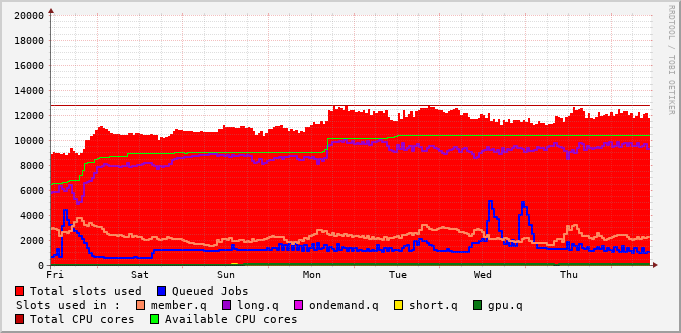 20000
18000
16000
14000
12000
10000
8000
6000
4000
2000
0
Fri Sat Sun Mon Tue Wed Thu
Total slots used Queued Jobs
Slots used in : member.q long.q ondemand.q short.q gpu.q
Total CPU cores Available CPU cores
RRDTOOL / TOBI OETIKER